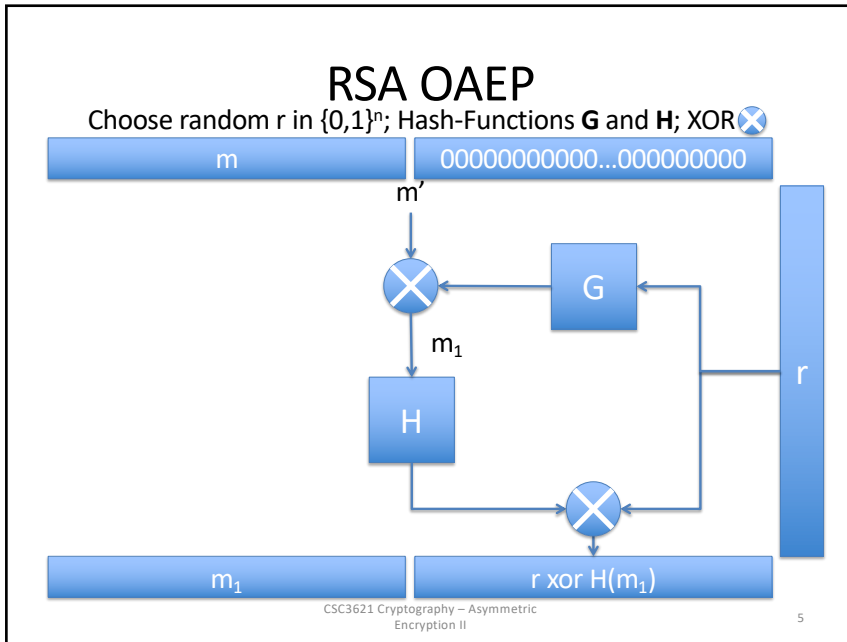 RSA OAEP
Choose random r in {0,1}ⁿ; Hash-Functions G and H; XOR
m 00000000000...000000000
m'
G
m₁
r
H
m₁ r xor H(m₁)
CSC3621 Cryptography – Asymmetric
Encryption II
5